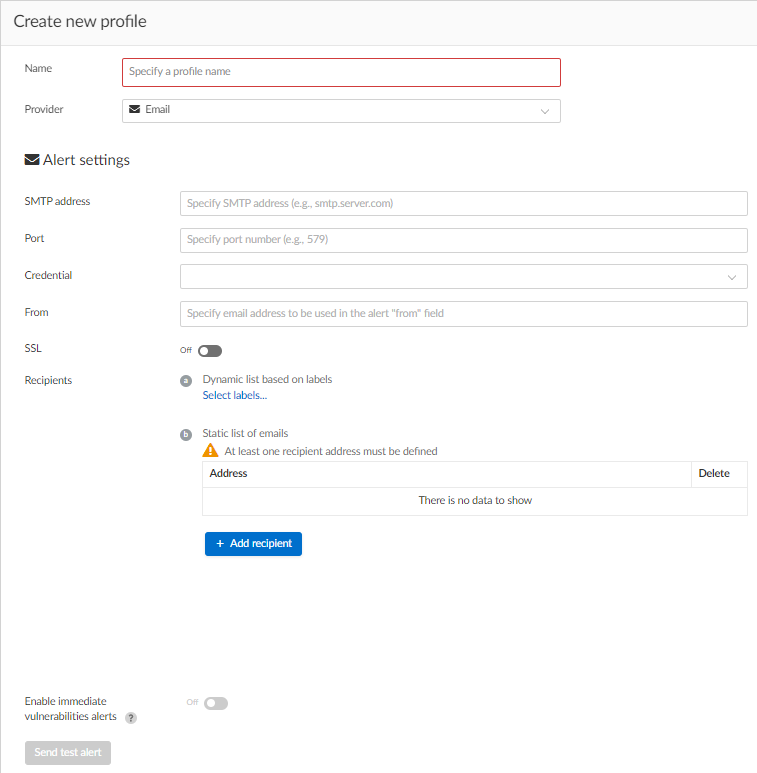 Create new profile
Name
Specify a profile name
Provider
Email
Alert settings
SMTP address
Specify SMTP address (e.g., smtp.server.com)
Port
Specify port number (e.g., 579)
Credential
From
Specify email address to be used in the alert "from" field
SSL
Off
Recipients
a
Dynamic list based on labels
Select labels...
b
Static list of emails
At least one recipient address must be defined
Address
Delete
There is no data to show
+ Add recipient
Enable immediate
vulnerabilities alerts ?
Off
Send test alert